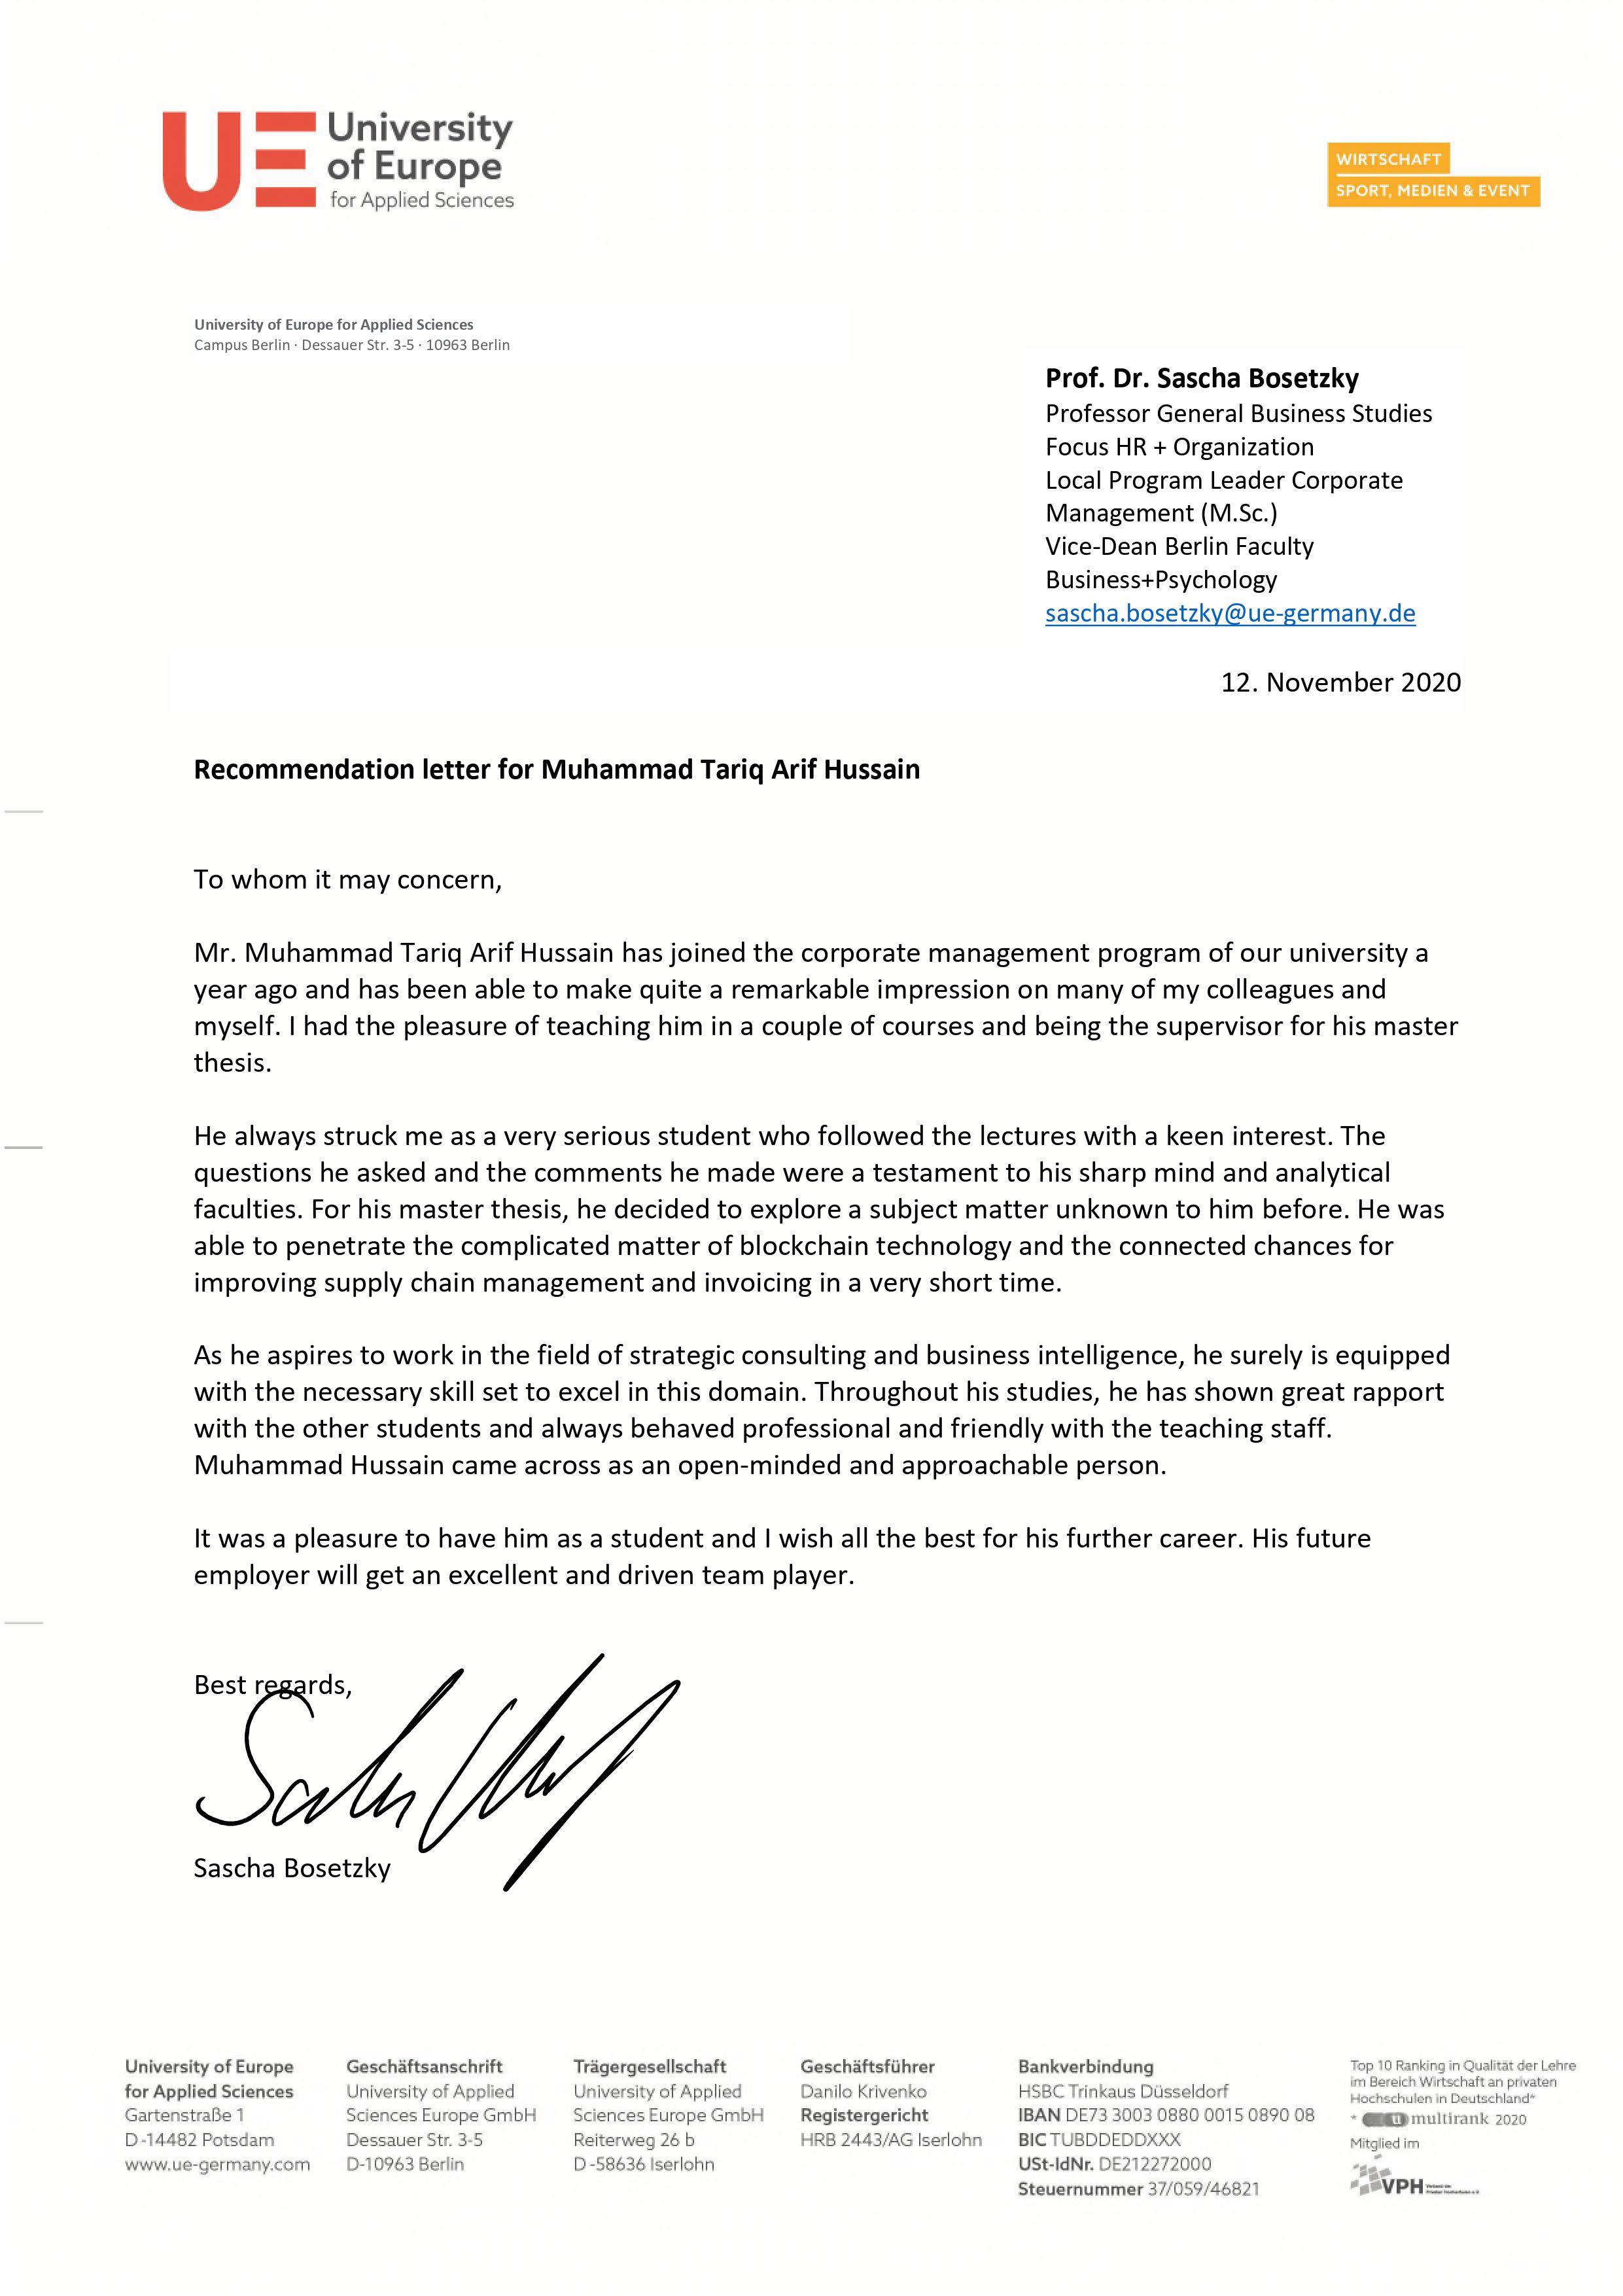 UE University
of Europe
for Applied Sciences
WIRTSCHAFT
SPORT, MEDIEN & EVENT
University of Europe for Applied Sciences
Campus Berlin · Dessauer Str. 3-5 · 10963 Berlin
Prof. Dr. Sascha Bosetzky
Professor General Business Studies
Focus HR + Organization
Local Program Leader Corporate
Management (M.Sc.)
Vice-Dean Berlin Faculty
Business+Psychology
sascha.bosetzky@ue-germany.de
12. November 2020
Recommendation letter for Muhammad Tariq Arif Hussain
To whom it may concern,
Mr. Muhammad Tariq Arif Hussain has joined the corporate management program of our university a
year ago and has been able to make quite a remarkable impression on many of my colleagues and
myself. I had the pleasure of teaching him in a couple of courses and being the supervisor for his master
thesis.
He always struck me as a very serious student who followed the lectures with a keen interest. The
questions he asked and the comments he made were a testament to his sharp mind and analytical
faculties. For his master thesis, he decided to explore a subject matter unknown to him before. He was
able to penetrate the complicated matter of blockchain technology and the connected chances for
improving supply chain management and invoicing in a very short time.
As he aspires to work in the field of strategic consulting and business intelligence, he surely is equipped
with the necessary skill set to excel in this domain. Throughout his studies, he has shown great rapport
with the other students and always behaved professional and friendly with the teaching staff.
Muhammad Hussain came across as an open-minded and approachable person.
It was a pleasure to have him as a student and I wish all the best for his further career. His future
employer will get an excellent and driven team player.
Best regards,
Sascha Bosetzky
University of Europe
for Applied Sciences
Gartenstraße 1
D-14482 Potsdam
www.ue-germany.com
Geschäftsanschrift
University of Applied
Sciences Europe GmbH
Dessauer Str. 3-5
D-10963 Berlin
Trägergesellschaft
University of Applied
Sciences Europe GmbH
Reiterweg 26 b
D-58636 Iserlohn
Geschäftsführer
Danilo Krivenko
Registergericht
HRB 2443/AG Iserlohn
Bankverbindung
HSBC Trinkaus Düsseldorf
IBAN DE73 3003 0880 0015 0890 08
BIC TUBDDEDDXXX
USt-IdNr. DE212272000
Steuernummer 37/059/46821
Top 10 Ranking in Qualität der Lehre
im Bereich Wirtschaft an privaten
Hochschulen in Deutschland*
* u multirank 2020
Mitglied im
VPH